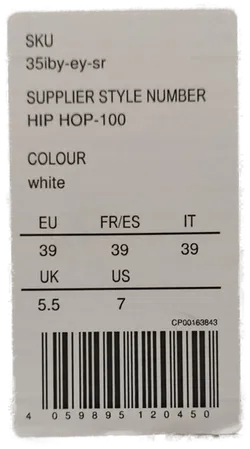 SKU
35iby-ey-sr
SUPPLIER STYLE NUMBER
HIP HOP-100
COLOUR
white
EU FR/ES IT
39 39 39
UK US
5.5 7
CP00163843
4 059895 120450